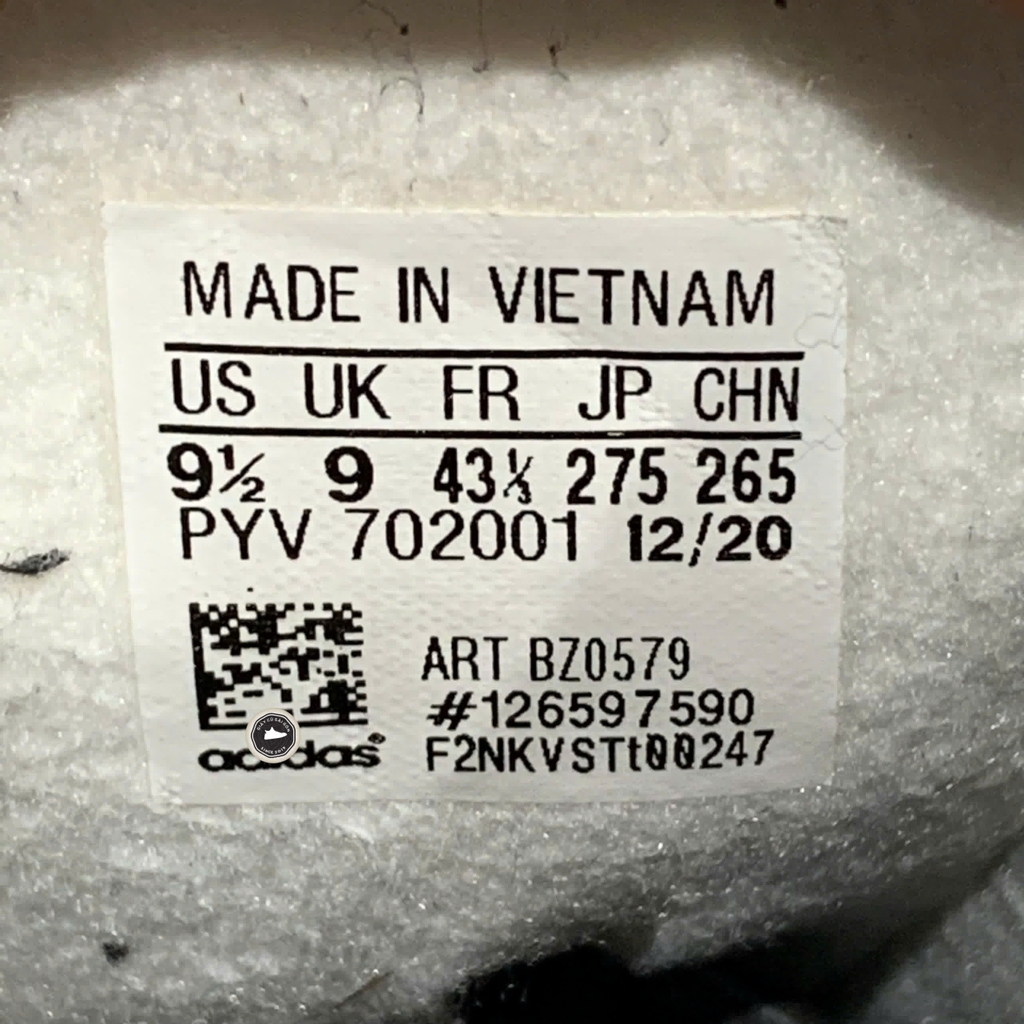 MADE IN VIETNAM
US UK FR JP CHN
9½ 9 43⅓ 275 265
PYV 702001 12/20
ART BZ0579
#126597590
adidas®
F2NKVSTt00247